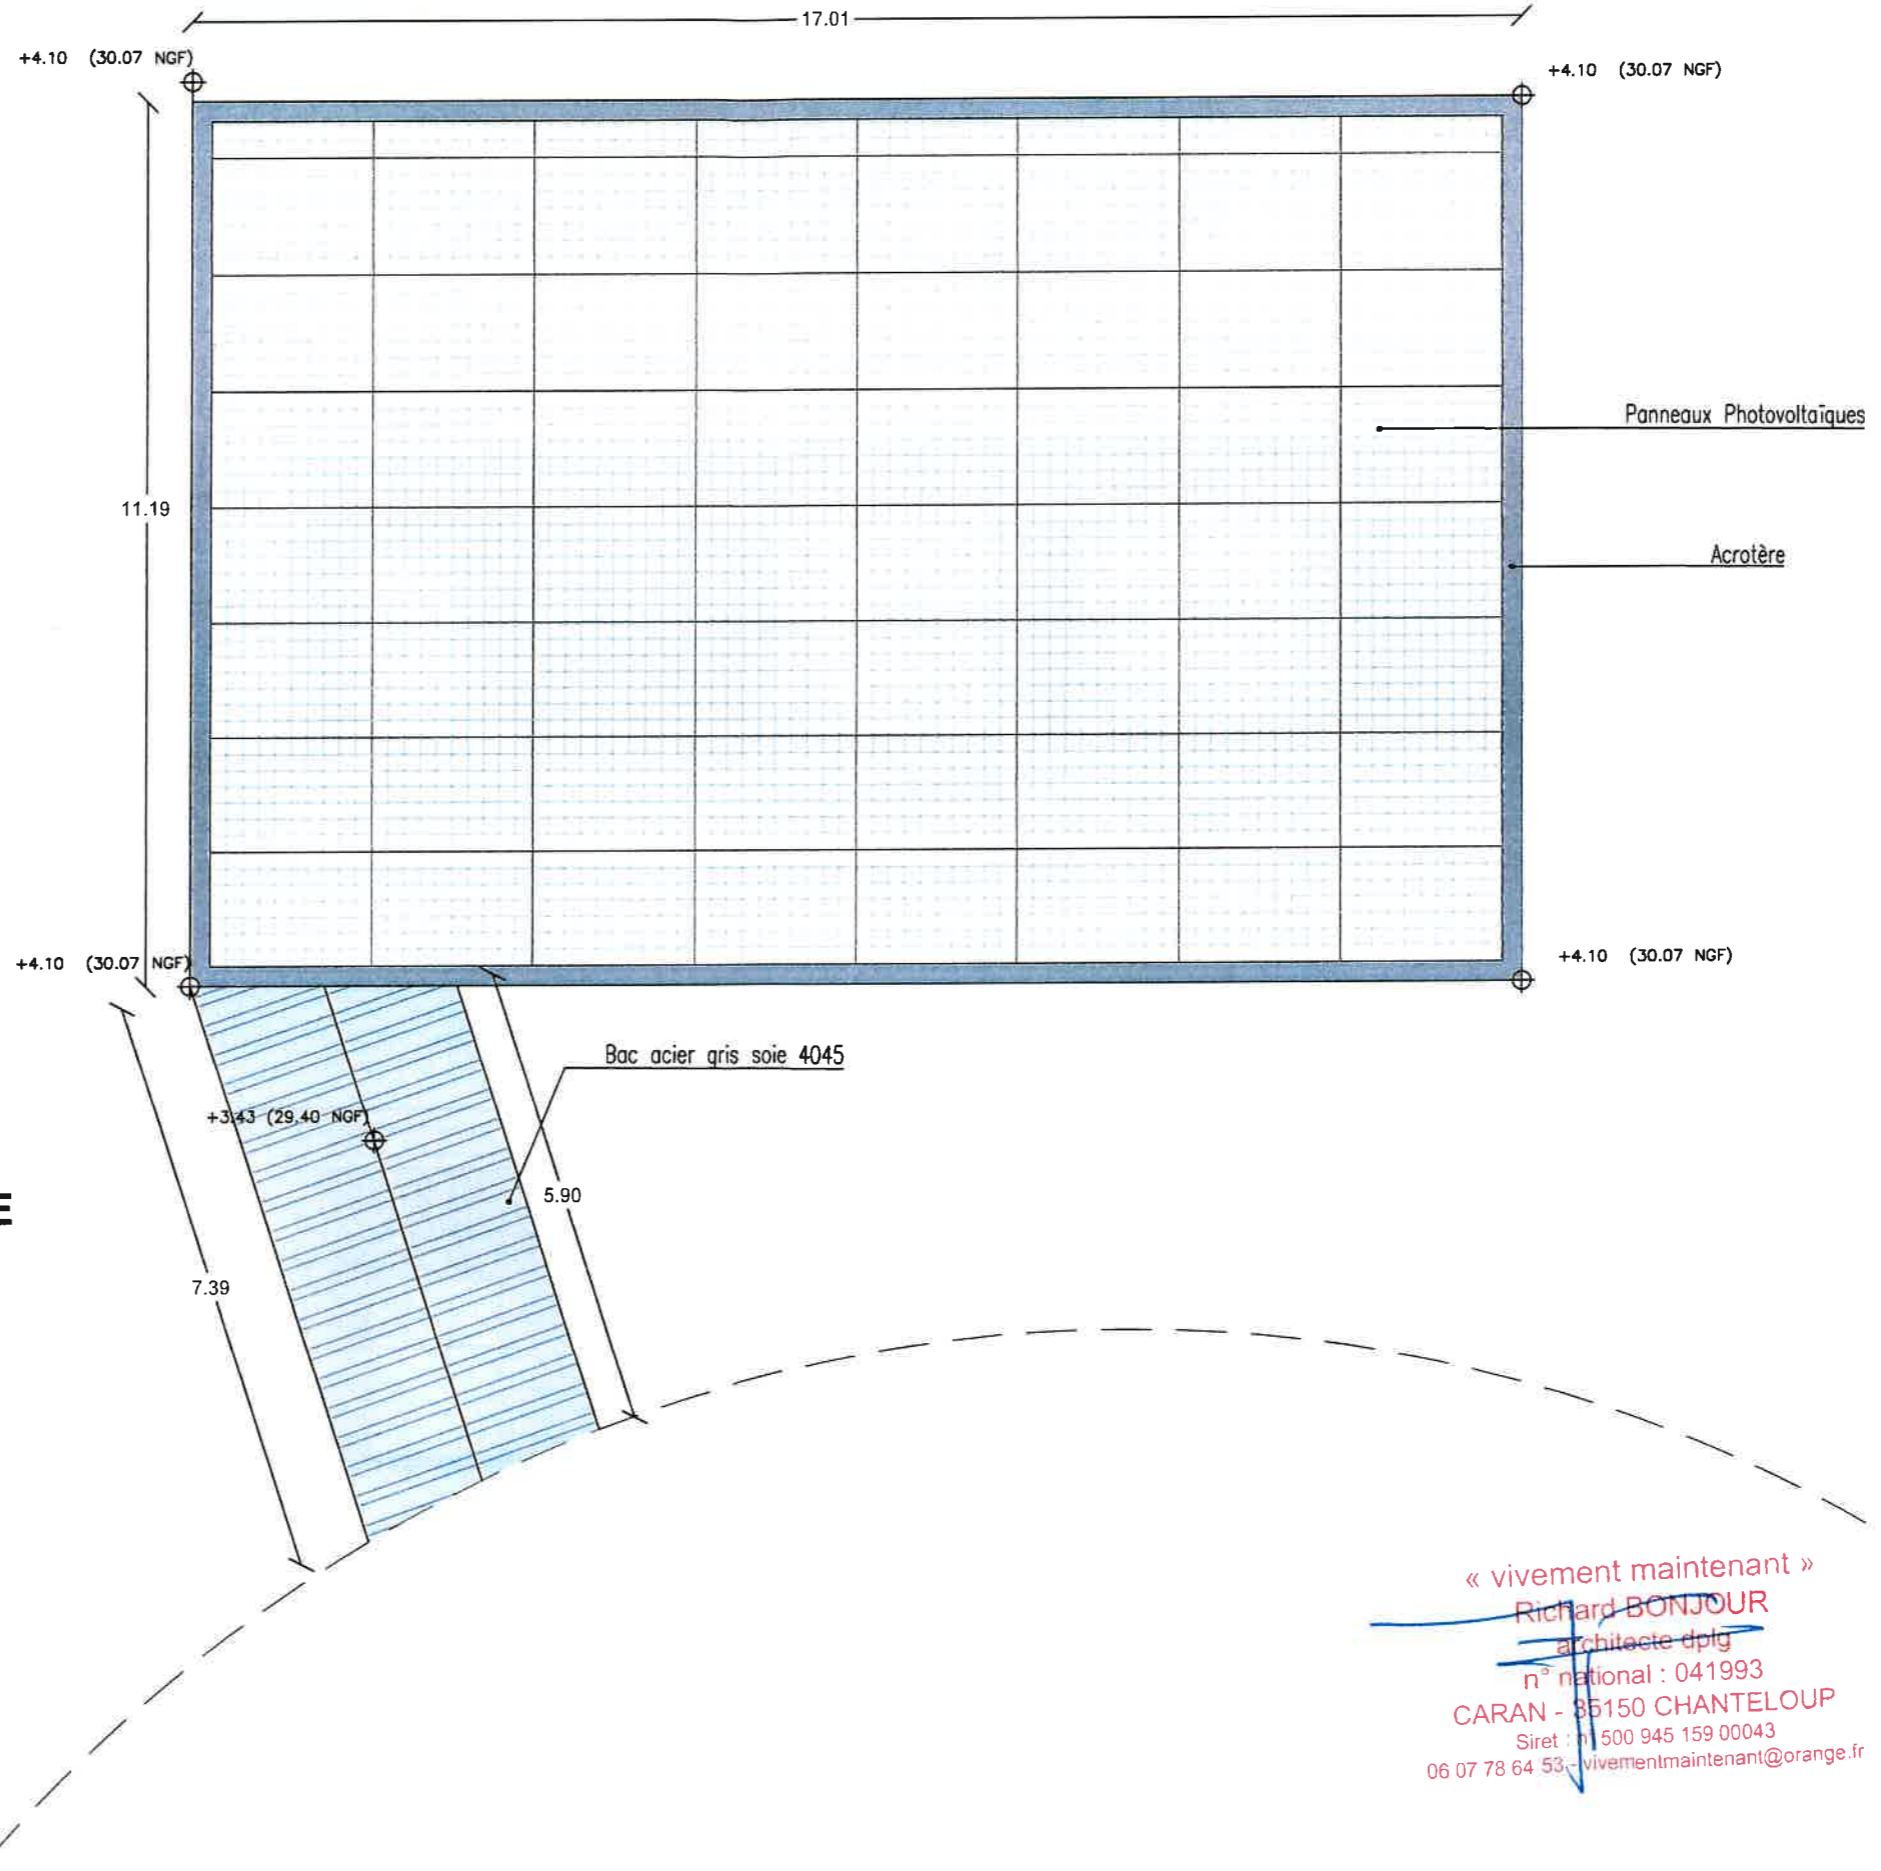 17.01
+4.10 (30.07 NGF)
+4.10 (30.07 NGF)
Panneaux Photovoltaïques
11.19
Acrotère
+4.10 (30.07 NGF)
+4.10 (30.07 NGF)
Bac acier gris soie 4045
+3.43 (29.40 NGF)
5.90
E
7.39
« vivement maintenant »
Richard BONJOUR
architecte dplg
n° national : 041993
CARAN - 35150 CHANTELOUP
Siret : n° 500 945 159 00043
06 07 78 64 53 - vivementmaintenant@orange.fr